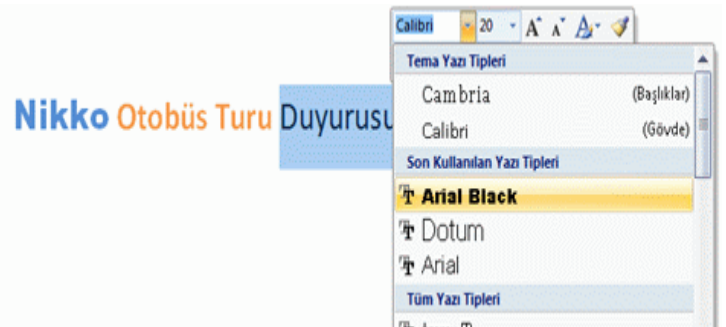 Calibri 20 A A A
Tema Yazı Tipleri
Cambria (Başlıklar)
Calibri (Gövde)
Nikko Otobüs Turu Duyurusu
Son Kullanılan Yazı Tipleri
Arial Black
Dotum
Arial
Tüm Yazı Tipleri